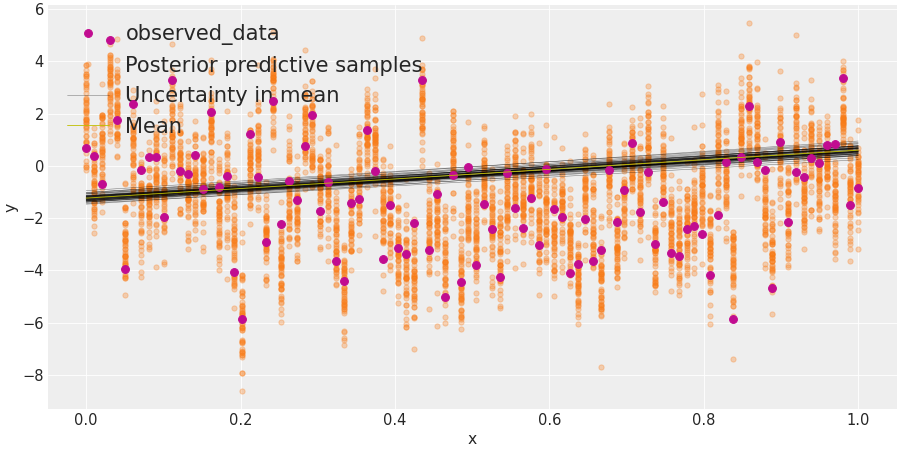 observed_data
Posterior predictive samples
Uncertainty in mean
Mean
6
4
2
0
−2
−4
−6
−8
y
0.0 0.2 0.4 0.6 0.8 1.0
x